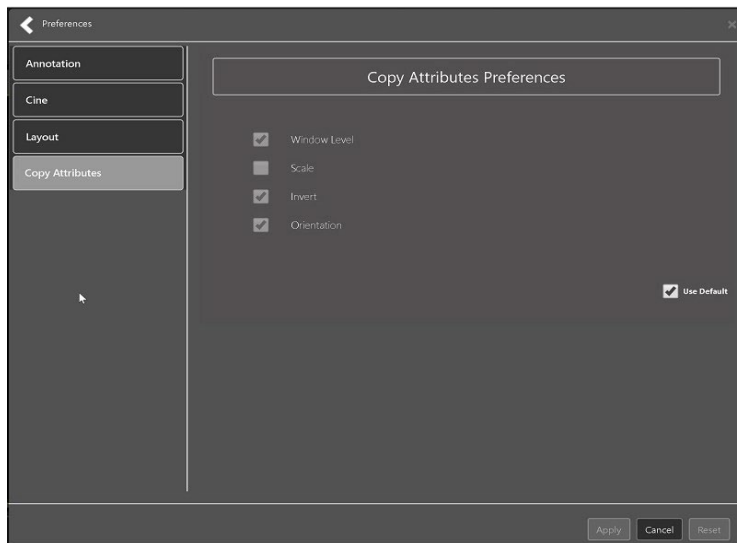 Preferences
Annotation
Cine
Layout
Copy Attributes
Copy Attributes Preferences
Window Level
Scale
Invert
Orientation
Use Default
Apply Cancel Reset